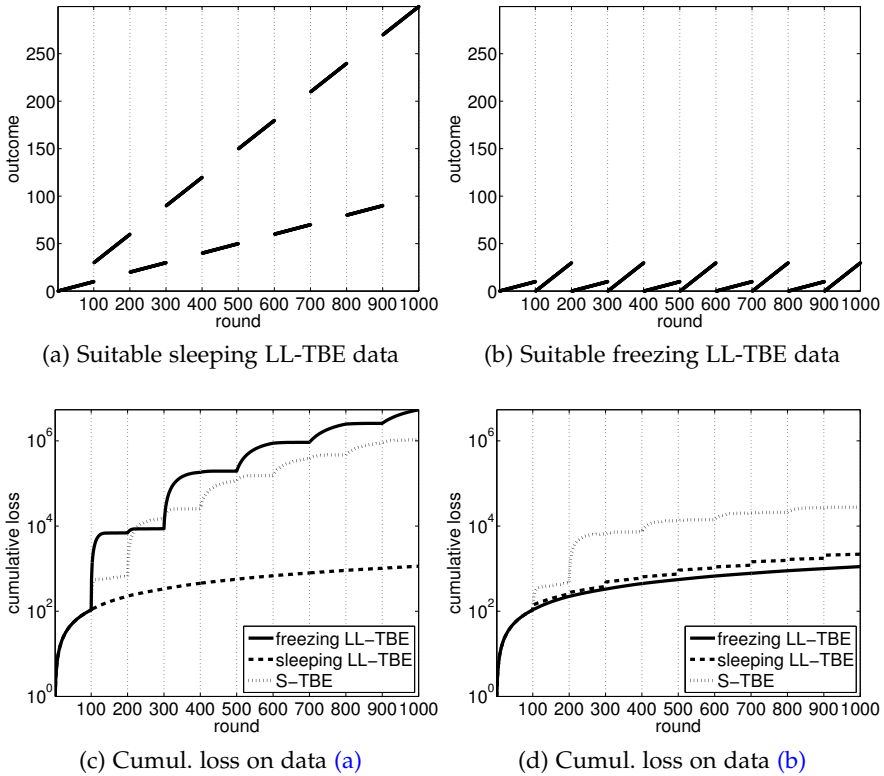 250
200
150
100
50
0
outcome
100 200 300 400 500 600 700 800 900 1000
round
(a) Suitable sleeping LL-TBE data
250
200
150
100
50
0
outcome
100 200 300 400 500 600 700 800 900 1000
round
(b) Suitable freezing LL-TBE data
10^6
10^4
10^2
10^0
cumulative loss
freezing LL−TBE
sleeping LL−TBE
S−TBE
100 200 300 400 500 600 700 800 900 1000
round
(c) Cumul. loss on data (a)
10^6
10^4
10^2
10^0
cumulative loss
freezing LL−TBE
sleeping LL−TBE
S−TBE
100 200 300 400 500 600 700 800 900 1000
round
(d) Cumul. loss on data (b)